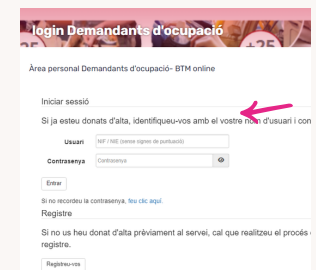 login Demandants d'ocupació
+25
Àrea personal Demandants d'ocupació- BTM online
Iniciar sessió
Si ja esteu donats d'alta, identifiqueu-vos amb el vostre nom d'usuari i con
Usuari
NIF / NIE (sense signes de puntuació)
Contrasenya
Contrasenya
Entrar
Si no recordeu la contrasenya, feu clic aquí.
Registre
Si no us heu donat d'alta prèviament al servei, cal que realitzeu el procés
registre.
Registreu-vos